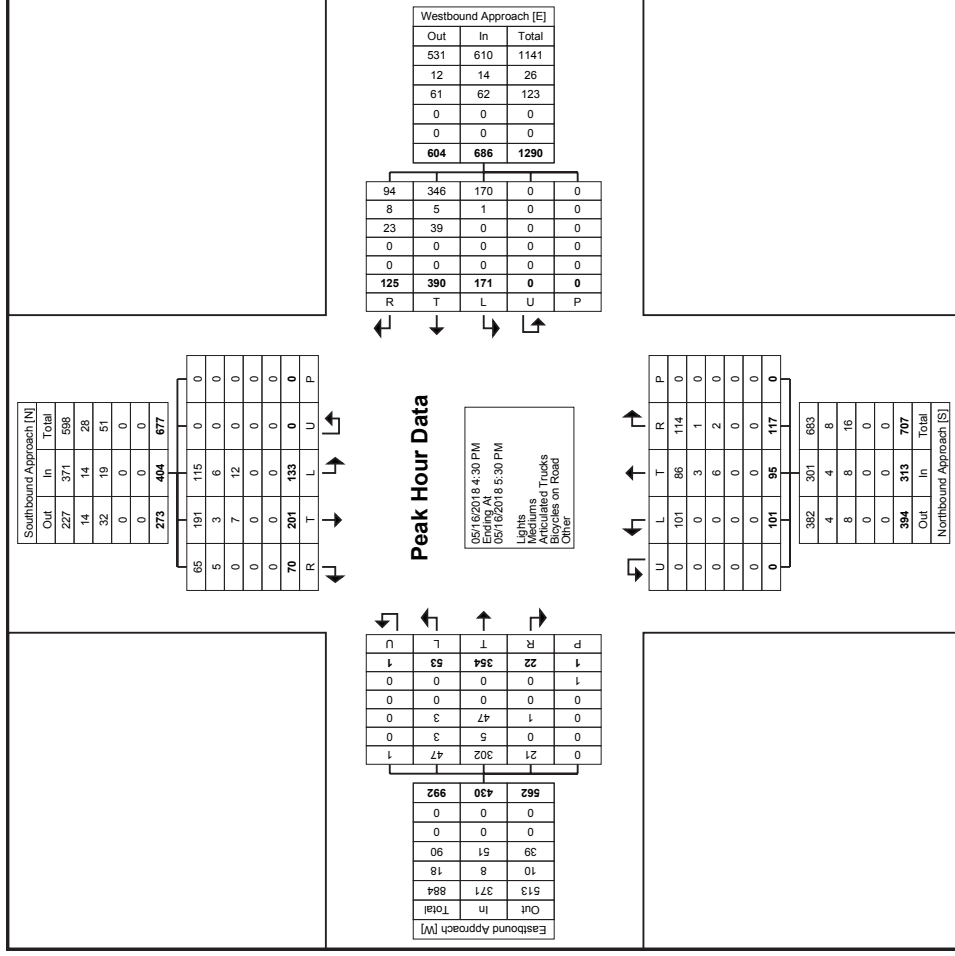 Westbound Approach [E]
Out In Total
531 610 1141
12 14 26
61 62 123
0 0 0
0 0 0
604 686 1290
94 346 170 0 0
8 5 1 0 0
23 39 0 0 0
0 0 0 0 0
0 0 0 0 0
125 390 171 0 0
R T L U P
Southbound Approach [N]
Out In Total
227 371 598
14 14 28
32 19 51
0 0 0
0 0 0
273 404 677
65 191 115 0 0
5 3 6 0 0
0 7 12 0 0
0 0 0 0 0
0 0 0 0 0
70 201 133 0 0
R T L U P
Peak Hour Data
05/16/2018 4:30 PM
Ending At
05/16/2018 5:30 PM
Lights
Mediums
Articulated Trucks
Bicycles on Road
Other
U L T R P
0 101 86 114 0
0 0 3 1 0
0 0 6 2 0
0 0 0 0 0
0 0 0 0 0
0 101 95 117 0
382 301 683
4 4 8
8 8 16
0 0 0
0 0 0
394 313 707
Out In Total
Northbound Approach [S]
Eastbound Approach [W]
Out In Total
513 371 884
10 8 18
39 51 90
0 0 0
0 0 0
562 430 992
0 21 302 47 1
0 0 5 3 0
0 1 47 3 0
0 0 0 0 0
1 0 0 0 0
1 22 354 53 1
P R T L U